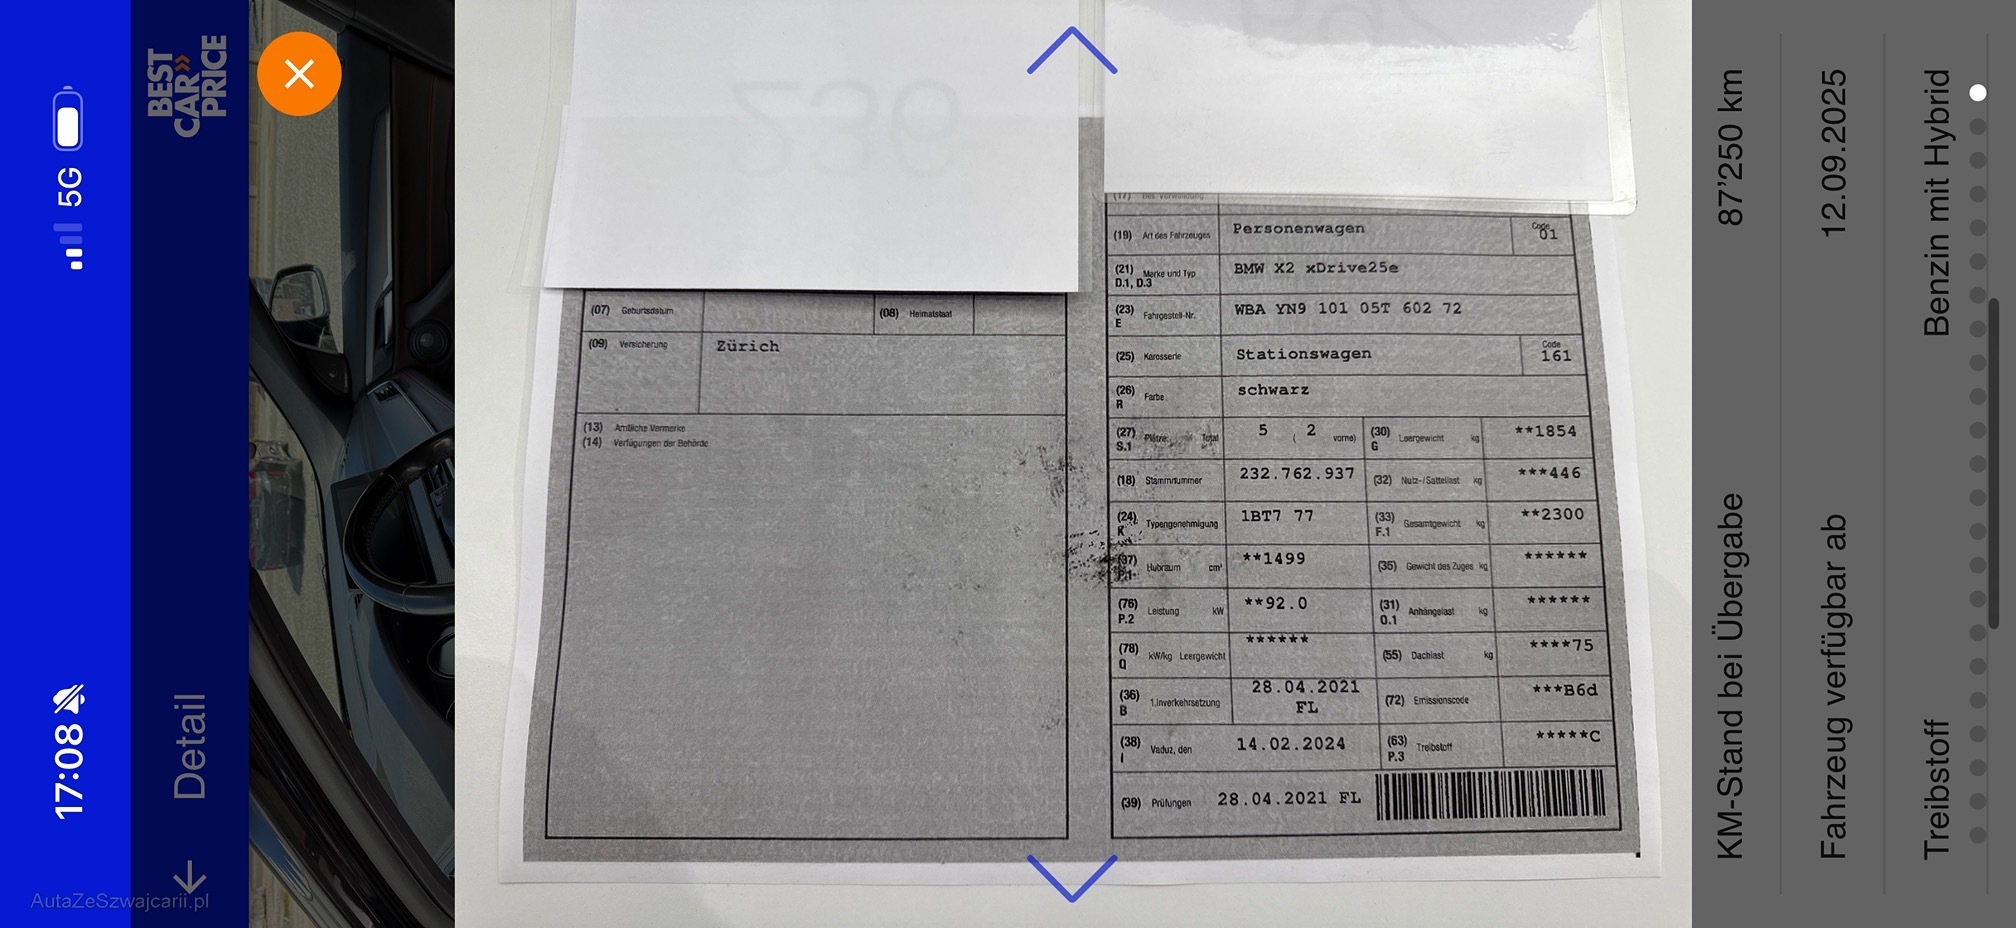 17:08
5G
Detail
BEST
CAR
PRICE
AutaZeSzwajcarii.pl
239
(07) Geburtsdatum
(08) Heimatstaat
(09) Versicherung Zürich
(13) Amtliche Vermerke
(14) Verfügungen der Behörde
(19) Art des Fahrzeuges Personenwagen Code 01
(21) Marke und Typ BMW X2 xDrive25e
D.1, D.3
(23) Fahrgestell-Nr. WBA YN9 101 05T 602 72
E
(25) Karosserie Stationswagen Code 161
(26) Farbe schwarz
R
(27) Plätze: Total 5 ( 2 vorne) (30) Leergewicht kg **1854
S.1 G
(18) Stammnummer 232.762.937 (32) Nutz-/Sattellast kg ***446
(24) Typengenehmigung 1BT7 77 (33) Gesamtgewicht kg **2300
K F.1
(37) Hubraum cm³ **1499 (35) Gewicht des Zuges kg ******
P.1
(76) Leistung kW **92.0 (31) Anhängelast kg ******
P.2 O.1
(78) kW/kg Leergewicht ****** (55) Dachlast kg ****75
Q
(36) 1.Inverkehrsetzung 28.04.2021 FL (72) Emissionscode ***B6d
B
(38) Vaduz, den 14.02.2024 (63) Treibstoff *****C
I P.3
(39) Prüfungen 28.04.2021 FL
KM-Stand bei Übergabe 87'250 km
Fahrzeug verfügbar ab 12.09.2025
Treibstoff Benzin mit Hybrid